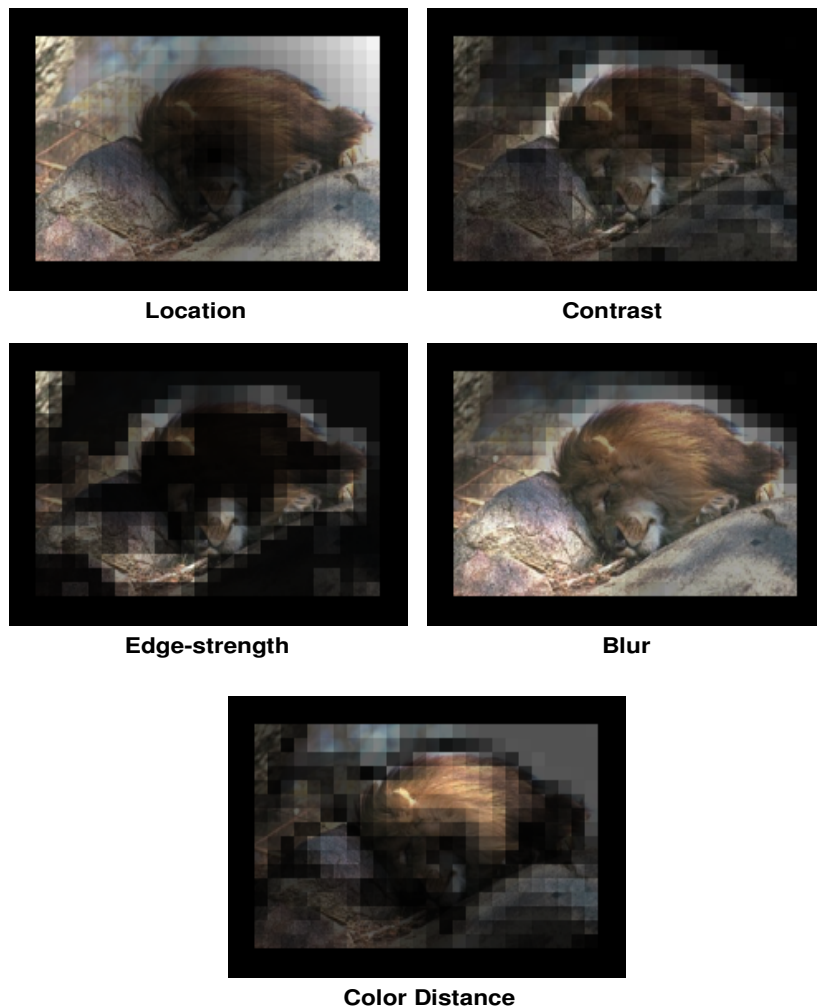 Location
Contrast
Edge-strength
Blur
Color Distance